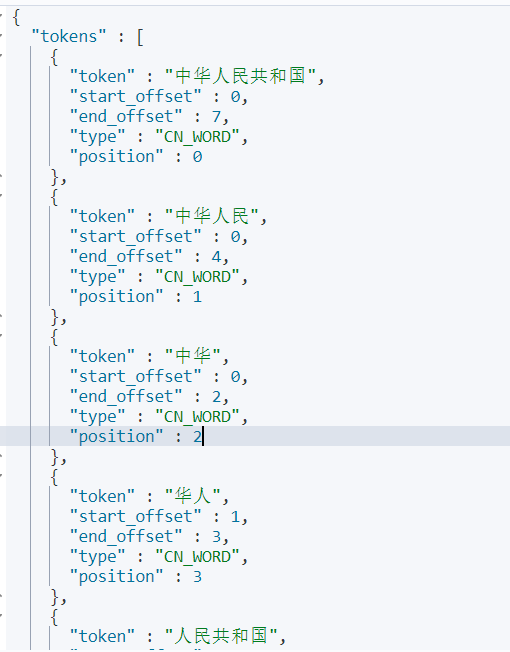 {
  "tokens" : [
    {
      "token" : "中华人民共和国",
      "start_offset" : 0,
      "end_offset" : 7,
      "type" : "CN_WORD",
      "position" : 0
    },
    {
      "token" : "中华人民",
      "start_offset" : 0,
      "end_offset" : 4,
      "type" : "CN_WORD",
      "position" : 1
    },
    {
      "token" : "中华",
      "start_offset" : 0,
      "end_offset" : 2,
      "type" : "CN_WORD",
      "position" : 2
    },
    {
      "token" : "华人",
      "start_offset" : 1,
      "end_offset" : 3,
      "type" : "CN_WORD",
      "position" : 3
    },
    {
      "token" : "人民共和国",